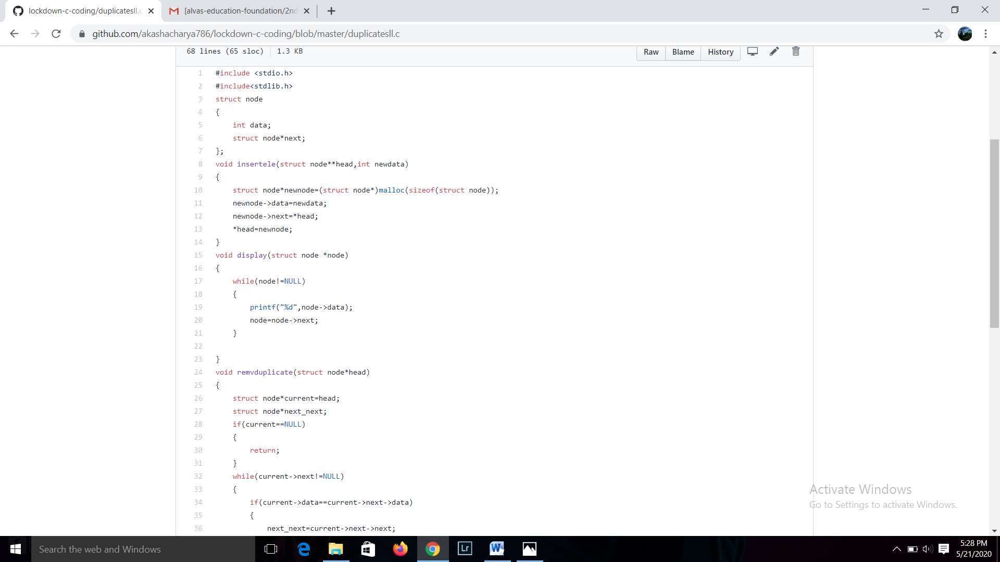 lockdown-c-coding/duplicatesll.c
[alvas-education-foundation/2nd
github.com/akashacharya786/lockdown-c-coding/blob/master/duplicatesll.c
68 lines (65 sloc) 1.3 KB
Raw Blame History
1 #include <stdio.h>
2 #include<stdlib.h>
3 struct node
4 {
5 int data;
6 struct node*next;
7 };
8 void insertele(struct node**head,int newdata)
9 {
10 struct node*newnode=(struct node*)malloc(sizeof(struct node));
11 newnode->data=newdata;
12 newnode->next=*head;
13 *head=newnode;
14 }
15 void display(struct node *node)
16 {
17 while(node!=NULL)
18 {
19 printf("%d",node->data);
20 node=node->next;
21 }
22
23 }
24 void remvduplicate(struct node*head)
25 {
26 struct node*current=head;
27 struct node*next_next;
28 if(current==NULL)
29 {
30 return;
31 }
32 while(current->next!=NULL)
33 {
34 if(current->data==current->next->data)
35 {
36 next_next=current->next->next;
Activate Windows
Go to Settings to activate Windows.
Search the web and Windows
Lr
5:28 PM
5/21/2020